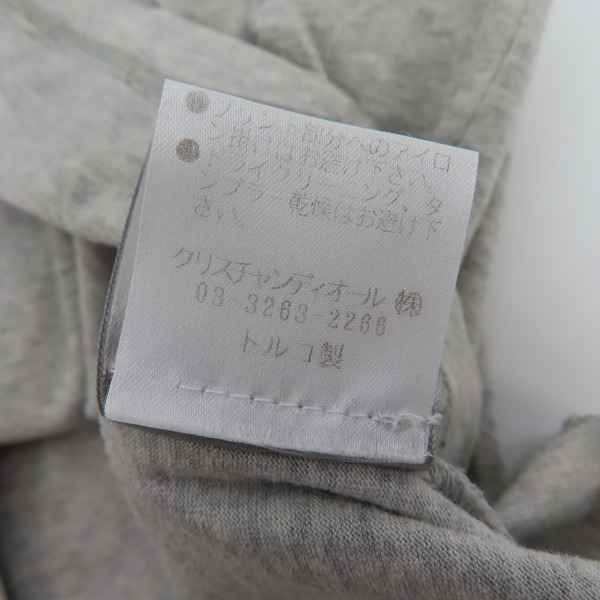 ●プリント部分へのアイロ
ン掛けはお避け下さい。
●ドライクリーニング、タ
ンブラー乾燥はお避け下
さい。
クリスチャンディオール㈱
03-3263-2266
トルコ製